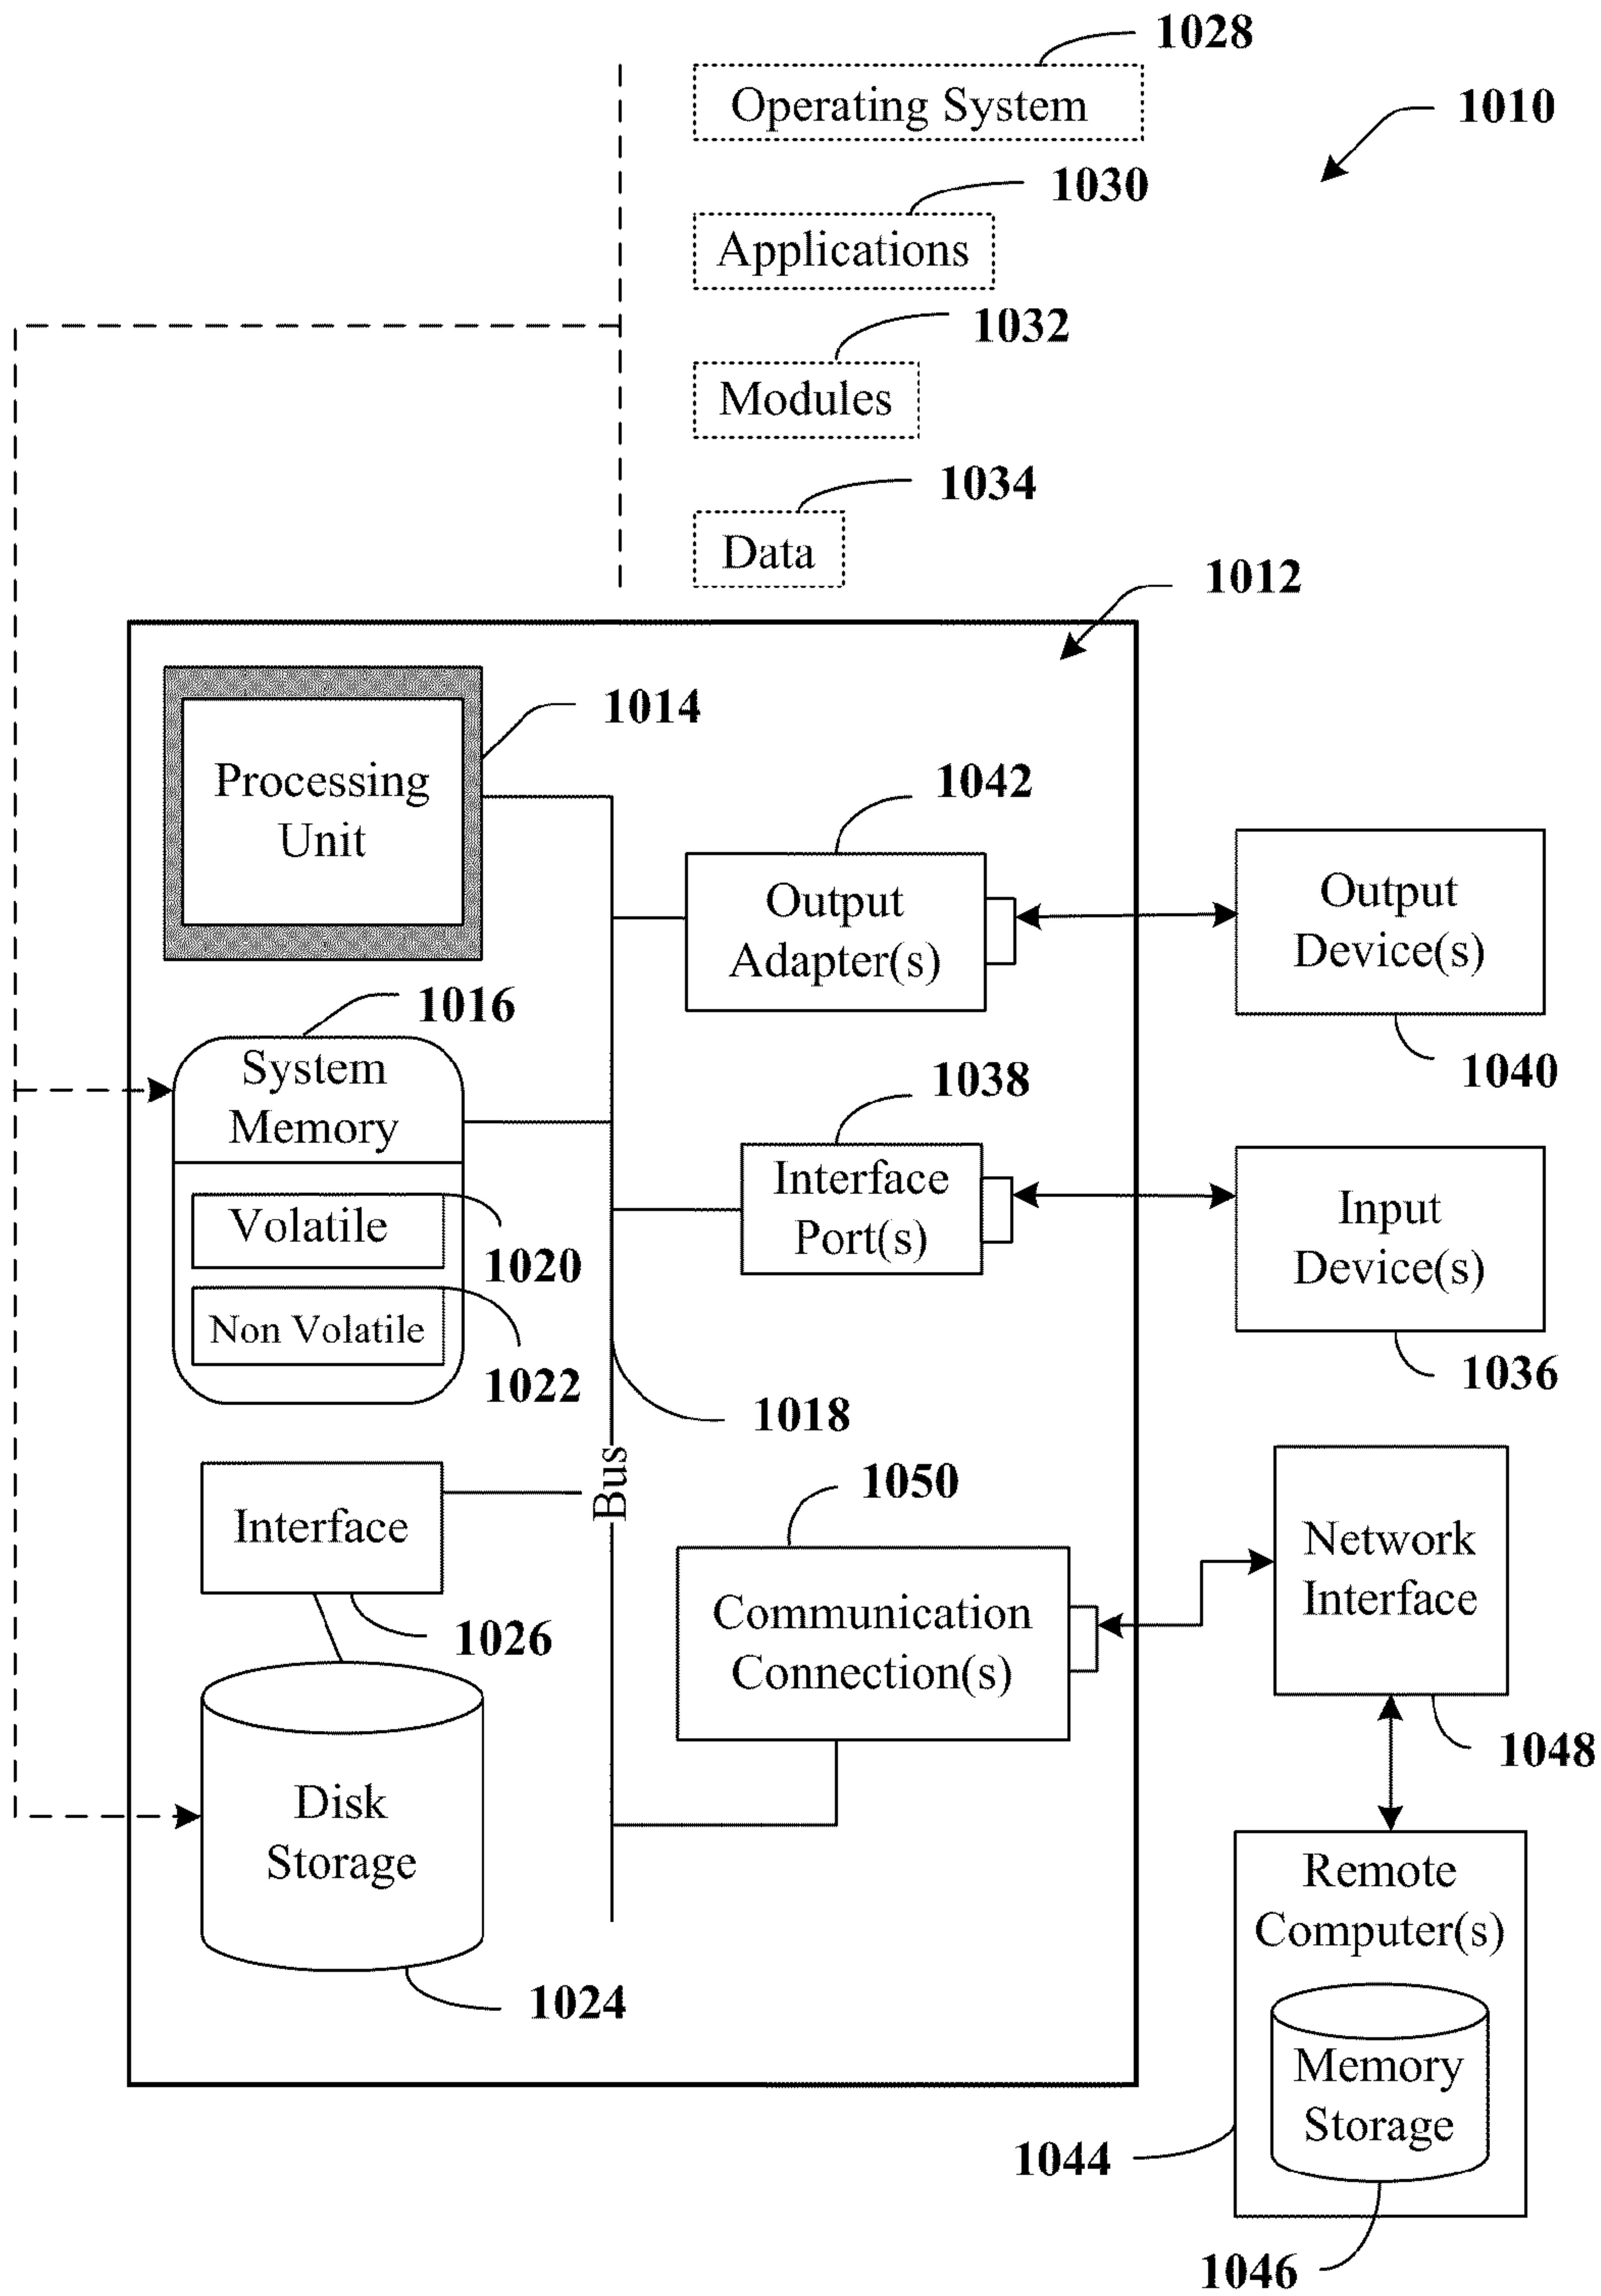 1028
Operating System
1010
1030
Applications
1032
Modules
1034
Data
1012
1014
Processing
Unit
1042
Output
Adapter(s)
Output
Device(s)
1040
1016
System
Memory
1038
Interface
Port(s)
Input
Device(s)
1036
Volatile
1020
Non Volatile
1022
1018
Bus
1050
Interface
1026
Communication
Connection(s)
Network
Interface
1048
Disk
Storage
1024
Remote
Computer(s)
Memory
Storage
1044
1046